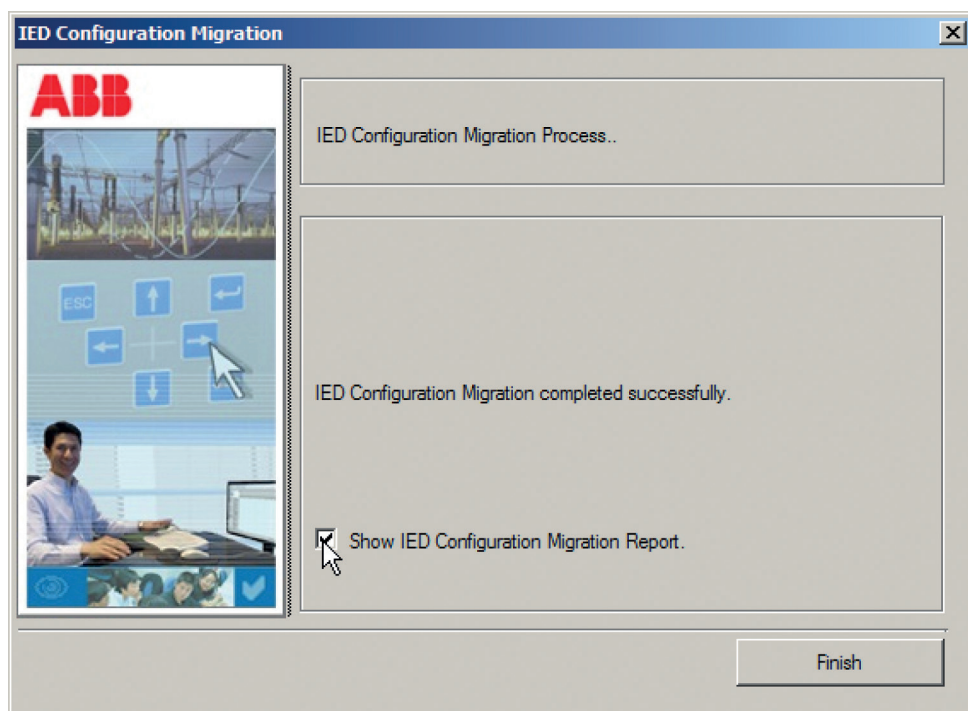 IED Configuration Migration
ABB
IED Configuration Migration Process..
ESC
IED Configuration Migration completed successfully.
Show IED Configuration Migration Report.
Finish